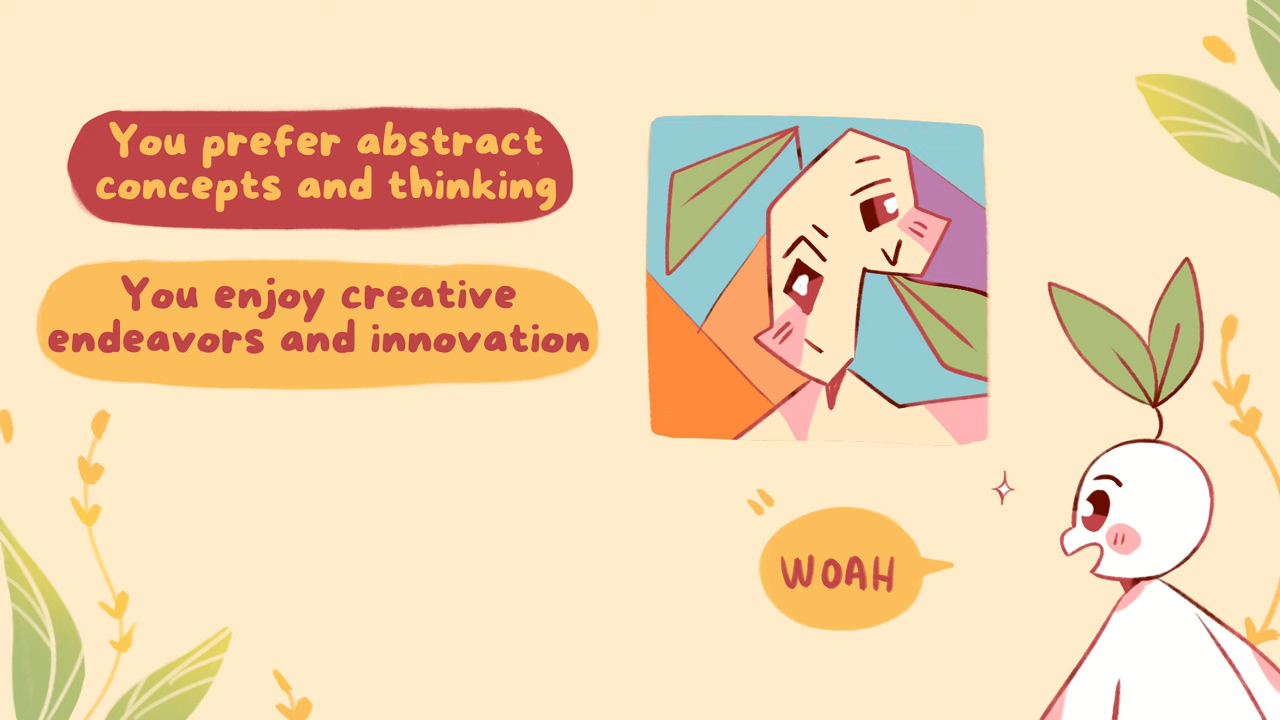 You prefer abstract
concepts and thinking
You enjoy creative
endeavors and innovation
WOAH